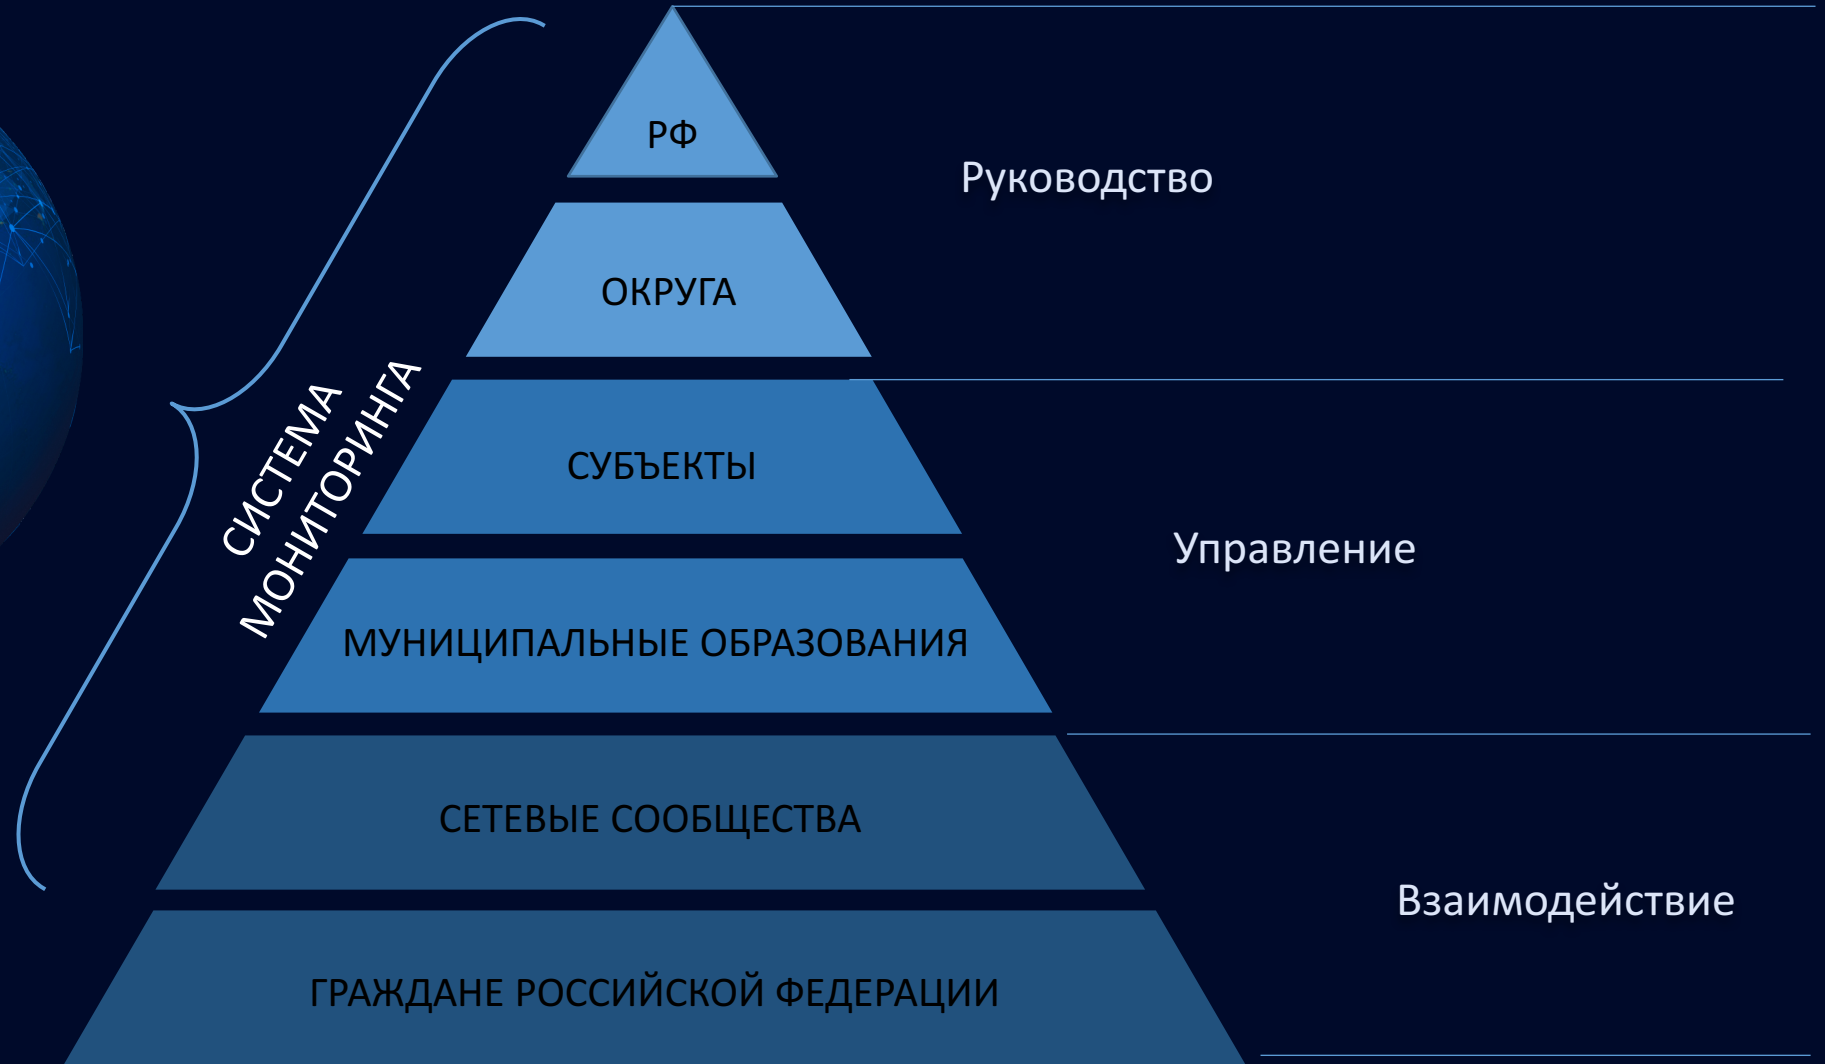 РФ
Руководство
ОКРУГА
СИСТЕМА
МОНИТОРИНГА
СУБЪЕКТЫ
Управление
МУНИЦИПАЛЬНЫЕ ОБРАЗОВАНИЯ
СЕТЕВЫЕ СООБЩЕСТВА
Взаимодействие
ГРАЖДАНЕ РОССИЙСКОЙ ФЕДЕРАЦИИ